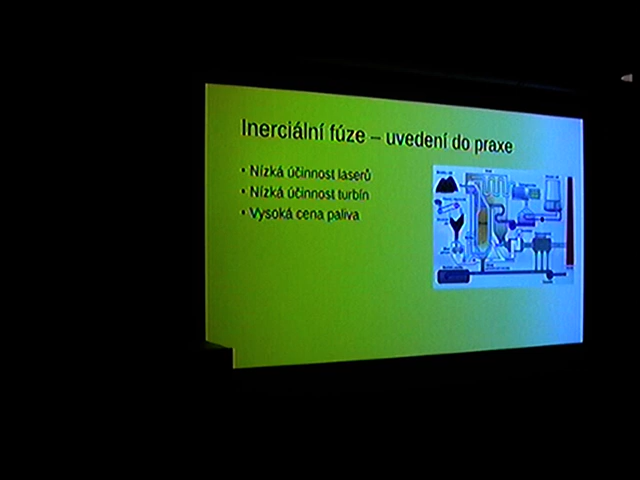 Inerciální fúze – uvedení do praxe
▪ Nízká účinnost laserů
▪ Nízká účinnost turbín
▪ Vysoká cena paliva